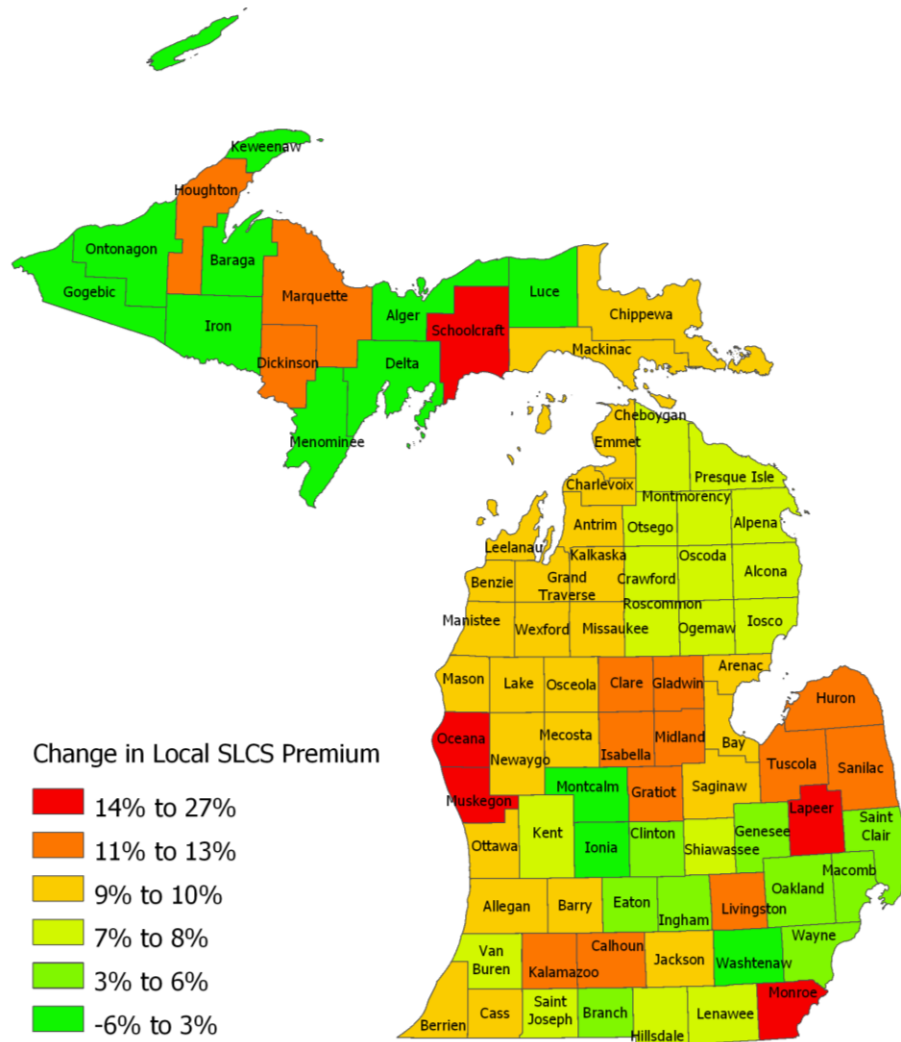 Keweenaw
Houghton
Ontonagon
Baraga
Gogebic
Marquette
Luce
Iron
Alger
Chippewa
Schoolcraft
Mackinac
Dickinson
Delta
Cheboygan
Menominee
Emmet
Presque Isle
Charlevoix
Montmorency
Antrim
Otsego
Alpena
Leelanau
Kalkaska
Oscoda
Benzie
Grand
Traverse
Crawford
Alcona
Roscommon
Manistee
Wexford
Missaukee
Ogemaw
Iosco
Arenac
Mason
Lake
Osceola
Clare
Gladwin
Huron
Oceana
Mecosta
Newaygo
Isabella
Midland
Bay
Tuscola
Sanilac
Change in Local SLCS Premium
Montcalm
Gratiot
Saginaw
14% to 27%
Muskegon
Lapeer
Saint
Clair
Kent
Clinton
Genesee
11% to 13%
Ottawa
Ionia
Shiawassee
Macomb
Oakland
9% to 10%
Allegan
Barry
Eaton
Ingham
Livingston
7% to 8%
Van
Buren
Kalamazoo
Calhoun
Jackson
Washtenaw
Wayne
3% to 6%
Monroe
Saint
Joseph
Cass
Branch
Lenawee
-6% to 3%
Berrien
Hillsdale